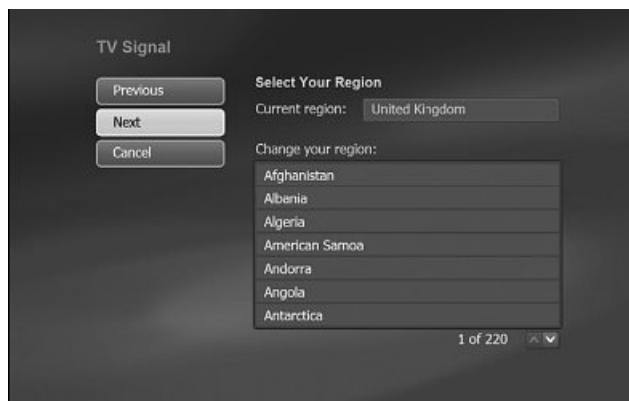 TV Signal
Previous
Next
Cancel
Select Your Region
Current region: United Kingdom
Change your region:
Afghanistan
Albania
Algeria
American Samoa
Andorra
Angola
Antarctica
1 of 220